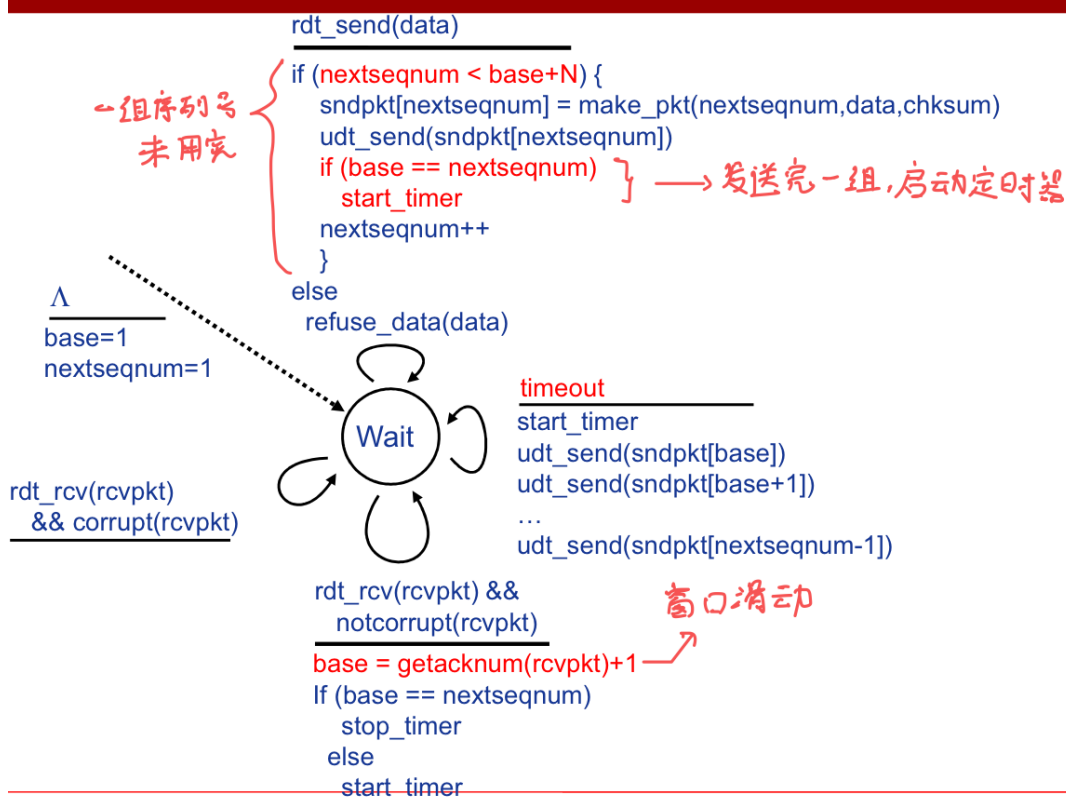 rdt_send(data)
if (nextseqnum < base+N) {
sndpkt[nextseqnum] = make_pkt(nextseqnum,data,chksum)
udt_send(sndpkt[nextseqnum])
if (base == nextseqnum)
start_timer
nextseqnum++
}
else
refuse_data(data)
一组序列号
未用完
发送完一组,启动定时器
Λ
base=1
nextseqnum=1
Wait
timeout
start_timer
udt_send(sndpkt[base])
udt_send(sndpkt[base+1])
…
udt_send(sndpkt[nextseqnum-1])
rdt_rcv(rcvpkt)
&& corrupt(rcvpkt)
rdt_rcv(rcvpkt) &&
notcorrupt(rcvpkt)
base = getacknum(rcvpkt)+1
窗口滑动
If (base == nextseqnum)
stop_timer
else
start_timer